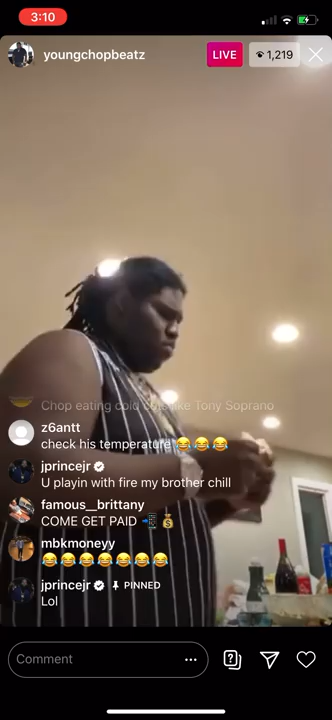 3:10
youngchopbeatz
LIVE
1,219
Chop eating cold cuts like Tony Soprano
z6antt
check his temperature 😂😂😂
jprincejr
U playin with fire my brother chill
famous__brittany
COME GET PAID 📲💰
mbkmoneyy
😂😂😂😂😂😂😂
jprincejr PINNED
Lol
Comment